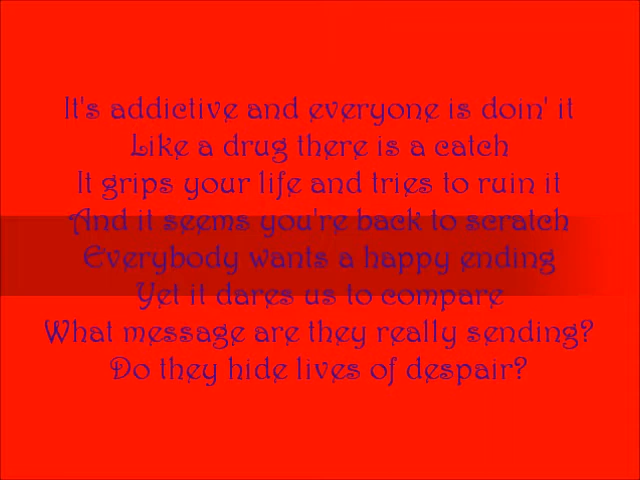 It's addictive and everyone is doin' it
Like a drug there is a catch
It grips your life and tries to ruin it
And it seems you're back to scratch
Everybody wants a happy ending
Yet it dares us to compare
What message are they really sending?
Do they hide lives of despair?